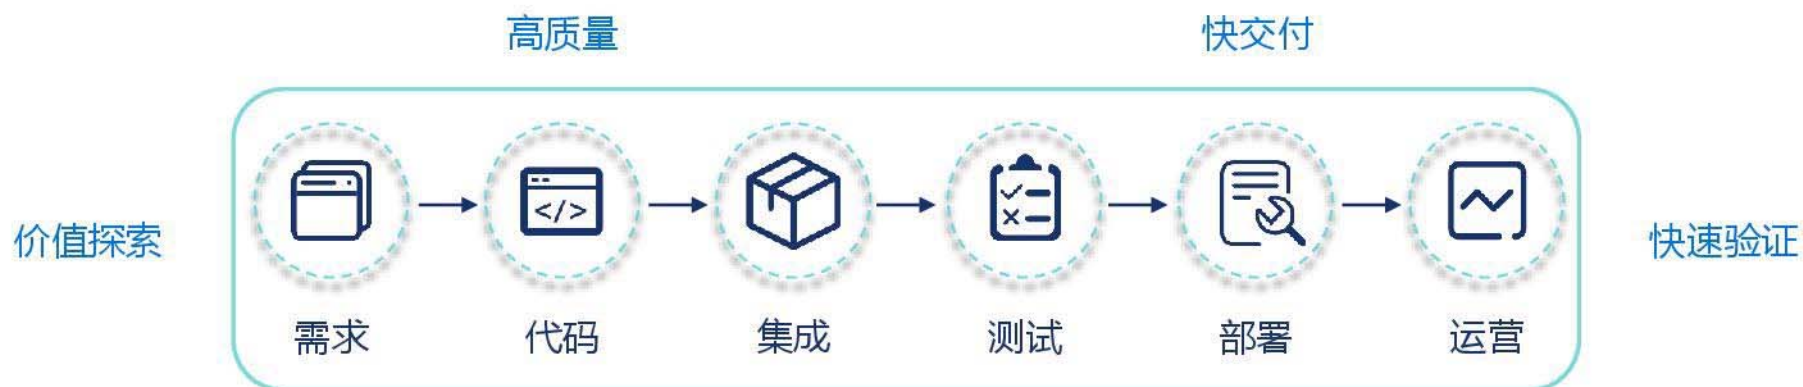 高质量
快交付
价值探索
快速验证
</>
需求
代码
集成
测试
部署
运营